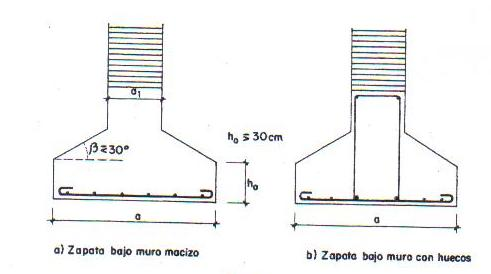 a₁
β≥30°
h₀ ≤ 30cm
h₀
a
a
a) Zapata bajo muro macizo
b) Zapata bajo muro con huecos